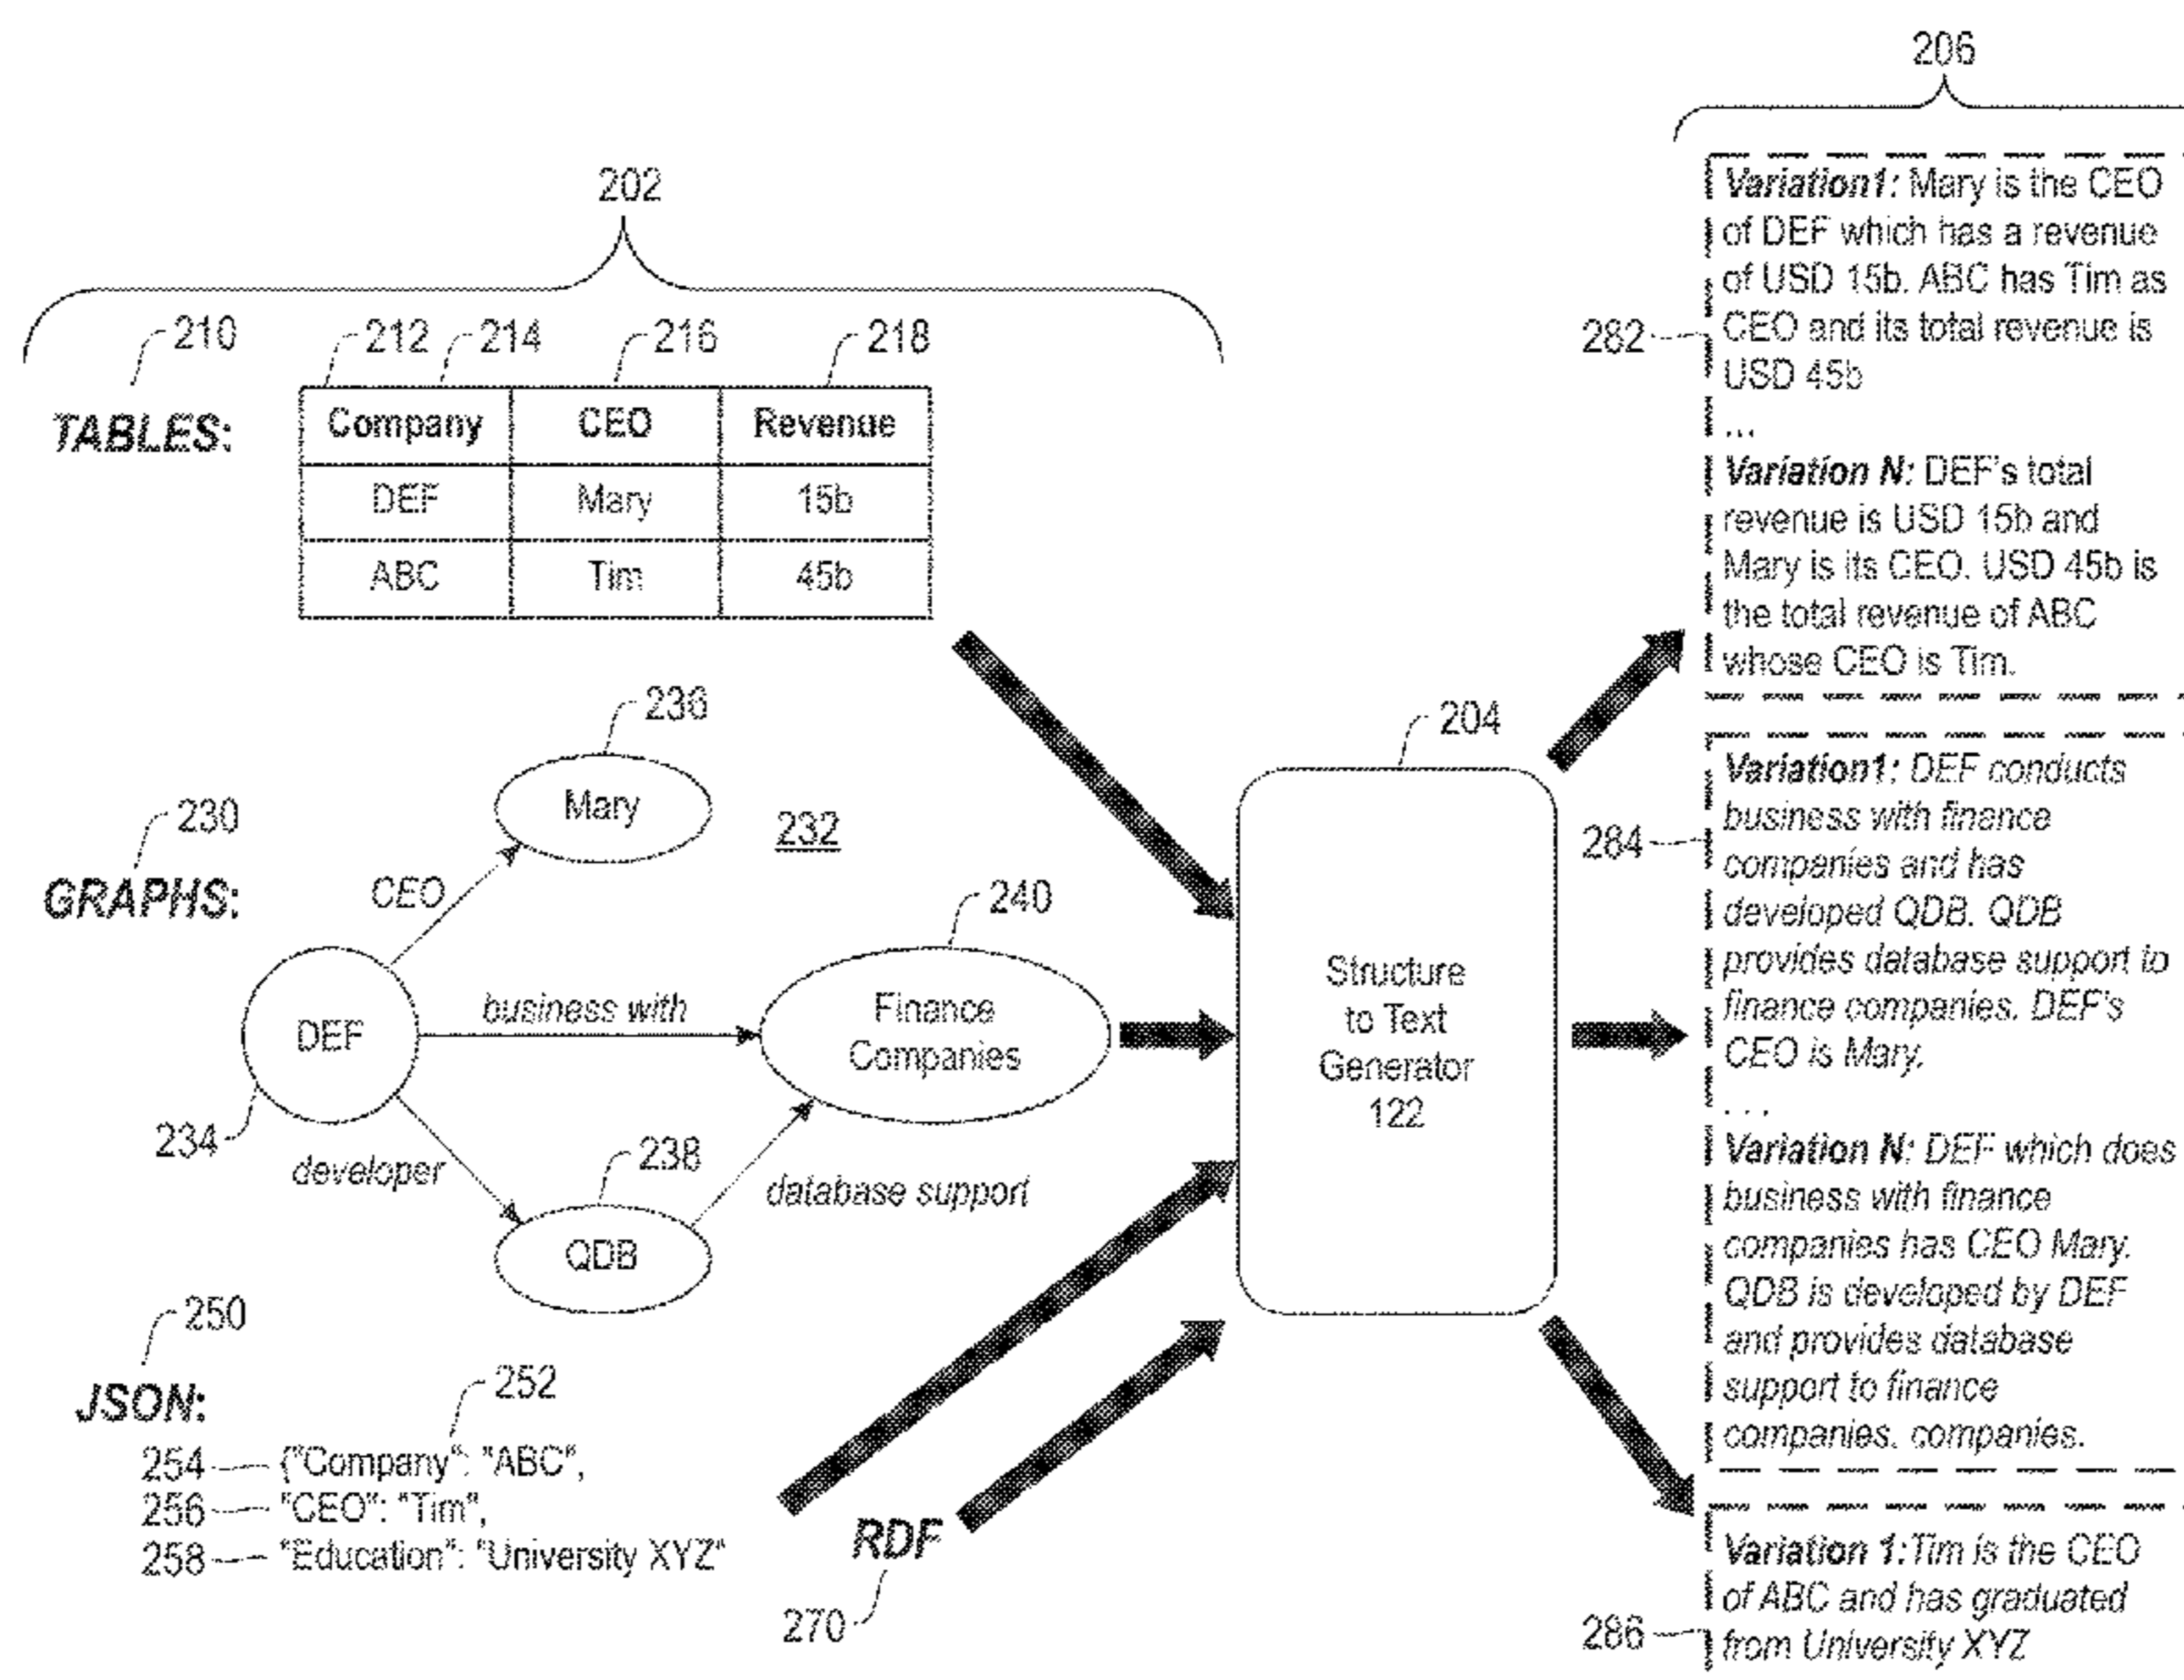 206
202
210
212
214
216
218
TABLES:
Company CEO Revenue
DEF Mary 15b
ABC Tim 45b
230
GRAPHS:
236
Mary
232
CEO
240
DEF
business with
Finance
Companies
234
developer
238
QDB
database support
250
JSON:
252
254 {"Company": "ABC",
256 "CEO": "Tim",
258 "Education": "University XYZ"
RDF
270
204
Structure
to Text
Generator
122
282
Variation1: Mary is the CEO
of DEF which has a revenue
of USD 15b. ABC has Tim as
CEO and its total revenue is
USD 45b
...
Variation N: DEF's total
revenue is USD 15b and
Mary is its CEO. USD 45b is
the total revenue of ABC
whose CEO is Tim.
284
Variation1: DEF conducts
business with finance
companies and has
developed QDB. QDB
provides database support to
finance companies. DEF's
CEO is Mary.
. . .
Variation N: DEF which does
business with finance
companies has CEO Mary.
QDB is developed by DEF
and provides database
support to finance
companies. companies.
286
Variation 1:Tim is the CEO
of ABC and has graduated
from University XYZ